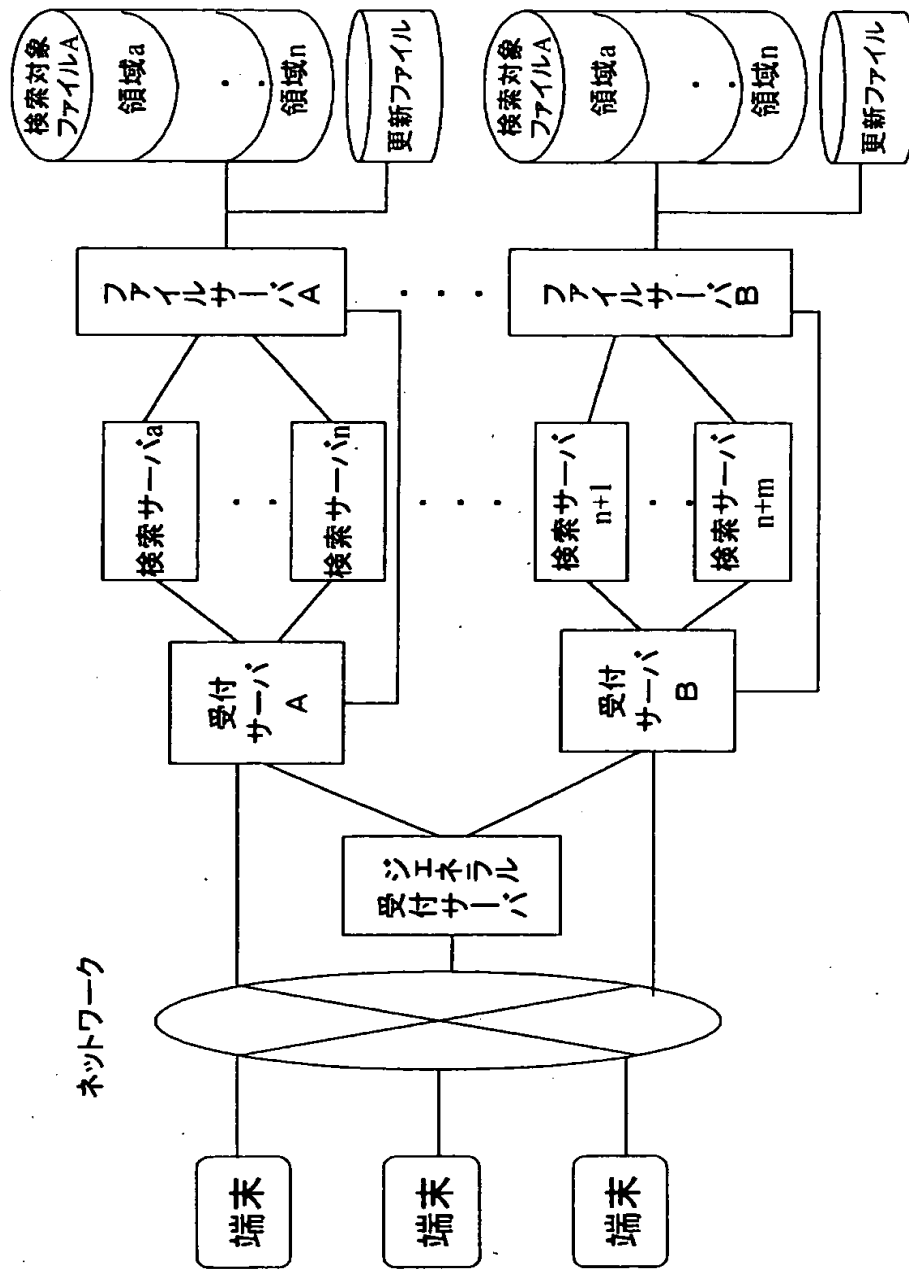 ネットワーク
端末
端末
端末
ジェネラル
受付サーバ
受付
サーバ
A
受付
サーバ
B
検索サーバa
検索サーバn
検索サーバ
n+1
検索サーバ
n+m
ファイルサーバ
A
ファイルサーバ
B
検索対象
ファイルA
領域a
領域n
更新ファイル
検索対象
ファイルA
領域a
領域n
更新ファイル